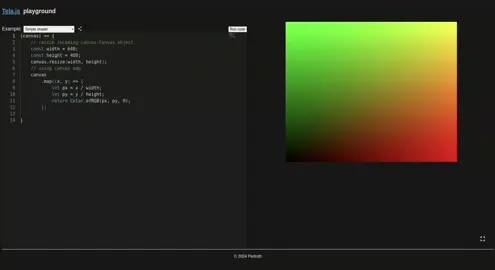 Tela.js playground
Example: Simple shader Run code
1 (canvas) => {
2 // resize incoming canvas:Canvas object.
3 const width = 640;
4 const height = 480;
5 canvas.resize(width, height);
6 // using canvas map
7 canvas
8 .map((x, y) => {
9 let px = x / width;
10 let py = y / height;
11 return Color.ofRGB(px, py, 0);
12 })
13
14 }
© 2024 Pedroth